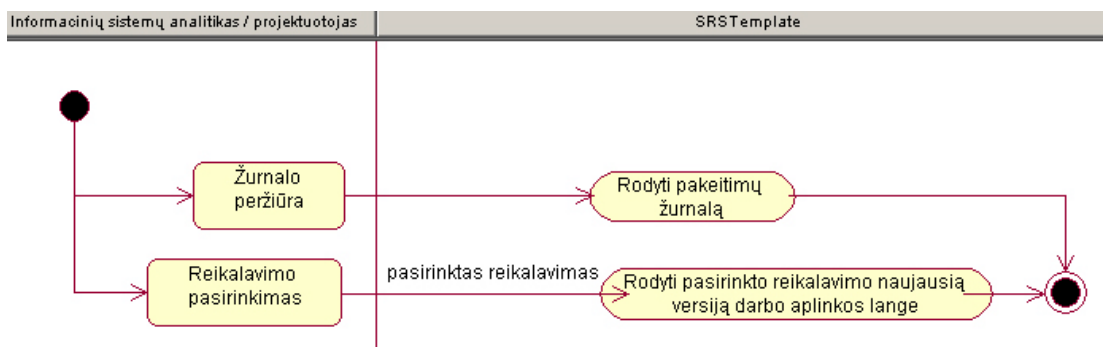 Informacinių sistemų analitikas / projektuotojas
SRSTemplate
Žurnalo
peržiūra
Rodyti pakeitimų
žurnalą
Reikalavimo
pasirinkimas
pasirinktas reikalavimas
Rodyti pasirinkto reikalavimo naujausią
versiją darbo aplinkos lange